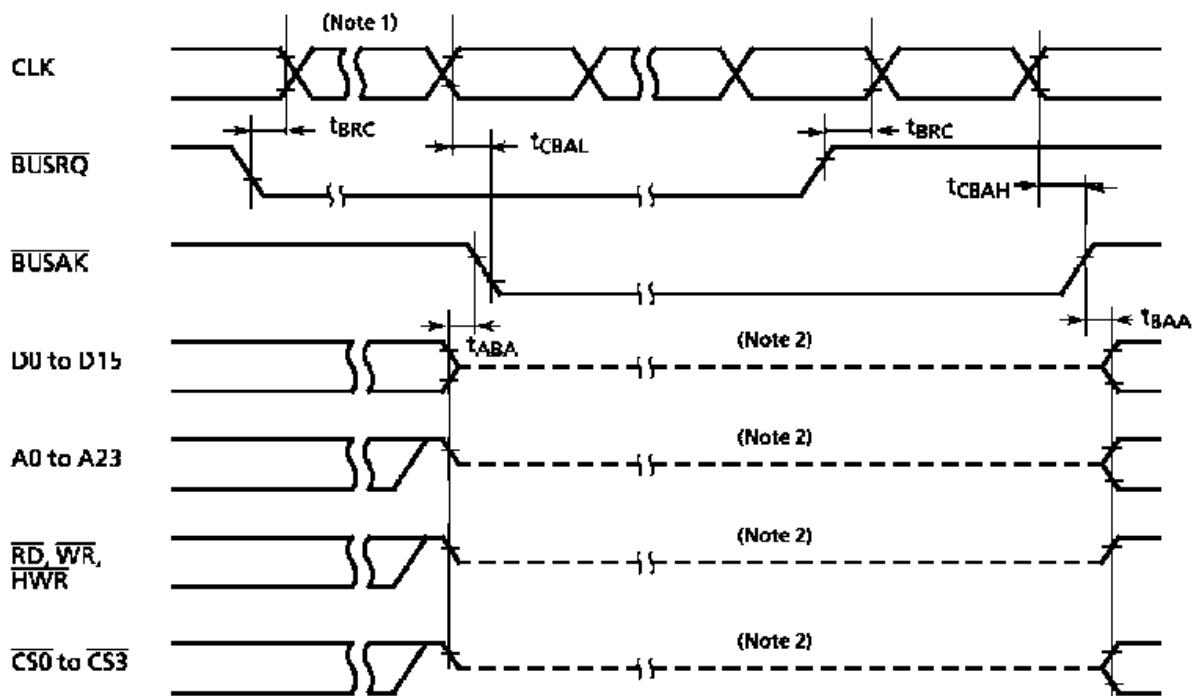 (Note 1)
CLK
tBRC
tCBAL
tBRC
BUSRQ
tCBAH
BUSAK
tABA
tBAA
D0 to D15
(Note 2)
A0 to A23
(Note 2)
RD, WR,
HWR
(Note 2)
CS0 to CS3
(Note 2)